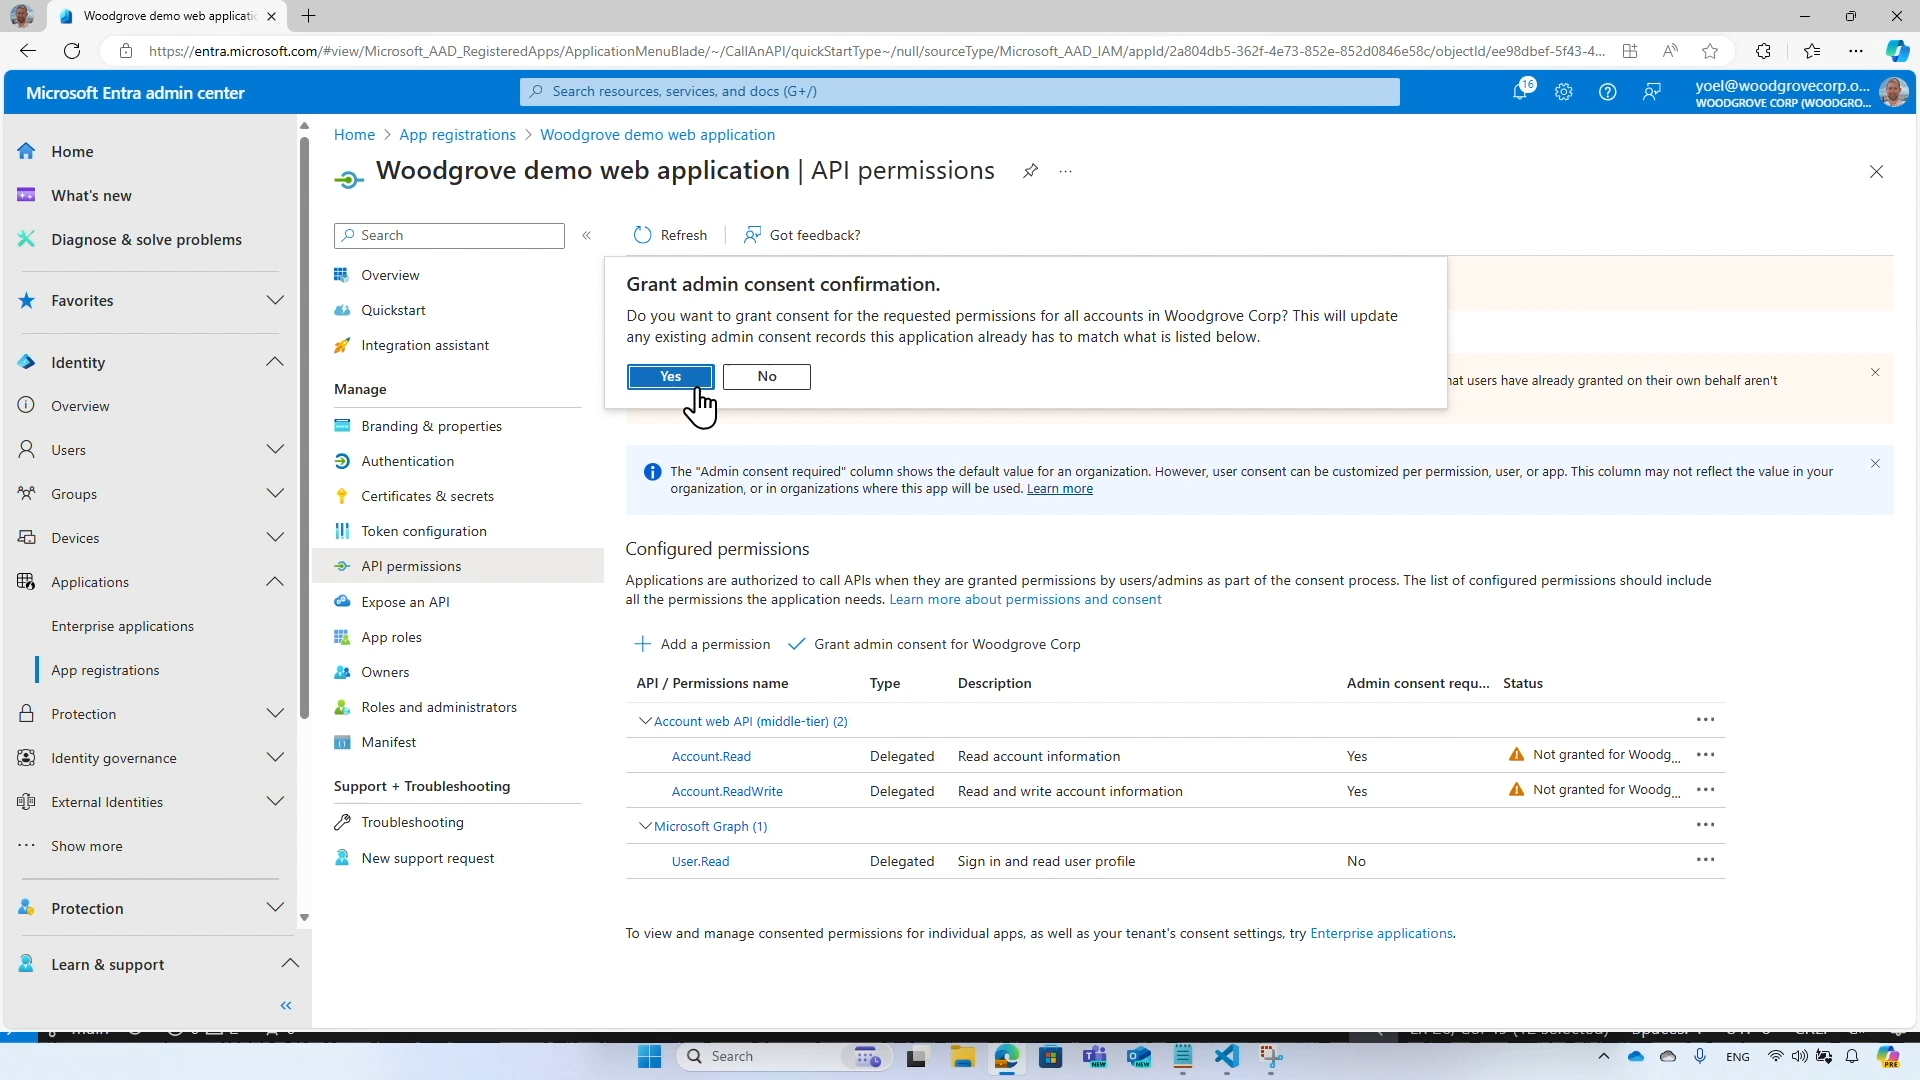 Woodgrove demo web applicatic
https://entra.microsoft.com/#view/Microsoft_AAD_RegisteredApps/ApplicationMenuBlade/~/CallAnAPI/quickStartType~/null/sourceType/Microsoft_AAD_IAM/appId/2a804db5-362f-4e73-852e-852d0846e58c/objectId/ee98dbef-5f43-4...
Microsoft Entra admin center
Search resources, services, and docs (G+/)
16
yoel@woodgrovecorp.o...
WOODGROVE CORP (WOODGRO...
Home
What's new
Diagnose & solve problems
Favorites
Identity
Overview
Users
Groups
Devices
Applications
Enterprise applications
App registrations
Protection
Identity governance
External Identities
Show more
Protection
Learn & support
Home > App registrations > Woodgrove demo web application
Woodgrove demo web application | API permissions
Search
Overview
Quickstart
Integration assistant
Manage
Branding & properties
Authentication
Certificates & secrets
Token configuration
API permissions
Expose an API
App roles
Owners
Roles and administrators
Manifest
Support + Troubleshooting
Troubleshooting
New support request
Refresh
Got feedback?
Grant admin consent confirmation.
Do you want to grant consent for the requested permissions for all accounts in Woodgrove Corp? This will update
any existing admin consent records this application already has to match what is listed below.
Yes
No
that users have already granted on their own behalf aren't
The "Admin consent required" column shows the default value for an organization. However, user consent can be customized per permission, user, or app. This column may not reflect the value in your
organization, or in organizations where this app will be used. Learn more
Configured permissions
Applications are authorized to call APIs when they are granted permissions by users/admins as part of the consent process. The list of configured permissions should include
all the permissions the application needs. Learn more about permissions and consent
Add a permission
Grant admin consent for Woodgrove Corp
API / Permissions name Type Description Admin consent requ... Status
Account web API (middle-tier) (2)
Account.Read Delegated Read account information Yes Not granted for Woodg...
Account.ReadWrite Delegated Read and write account information Yes Not granted for Woodg...
Microsoft Graph (1)
User.Read Delegated Sign in and read user profile No
To view and manage consented permissions for individual apps, as well as your tenant's consent settings, try Enterprise applications.
Search
NEW
NEW
ENG
PRE